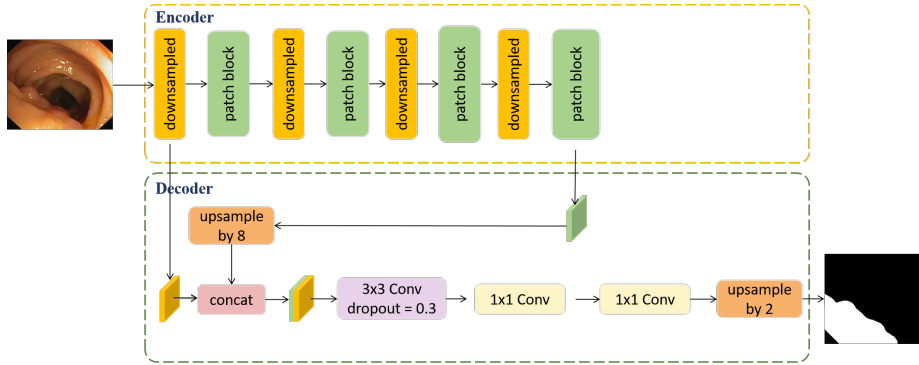 Encoder
downsampled
patch block
downsampled
patch block
downsampled
patch block
downsampled
patch block
Decoder
upsample
by 8
concat
3x3 Conv
dropout = 0.3
1x1 Conv
1x1 Conv
upsample
by 2